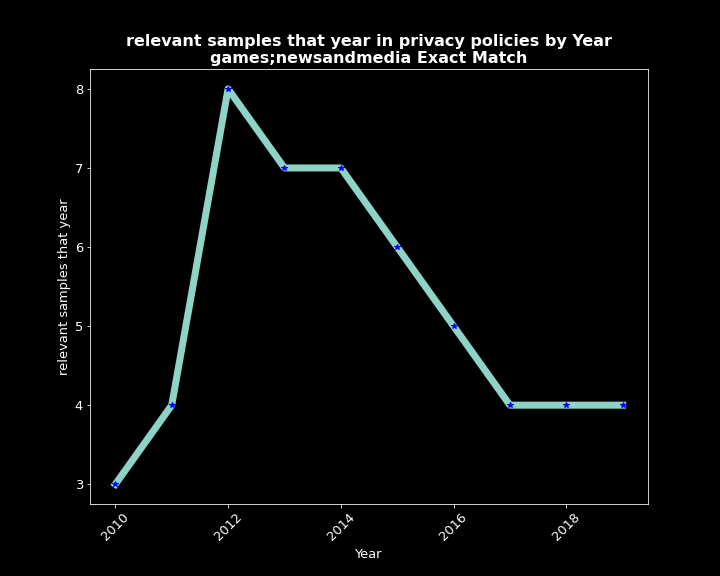 relevant samples that year in privacy policies by Year
games;newsandmedia Exact Match
8
7
6
5
4
3
relevant samples that year
2010
2012
2014
2016
2018
Year